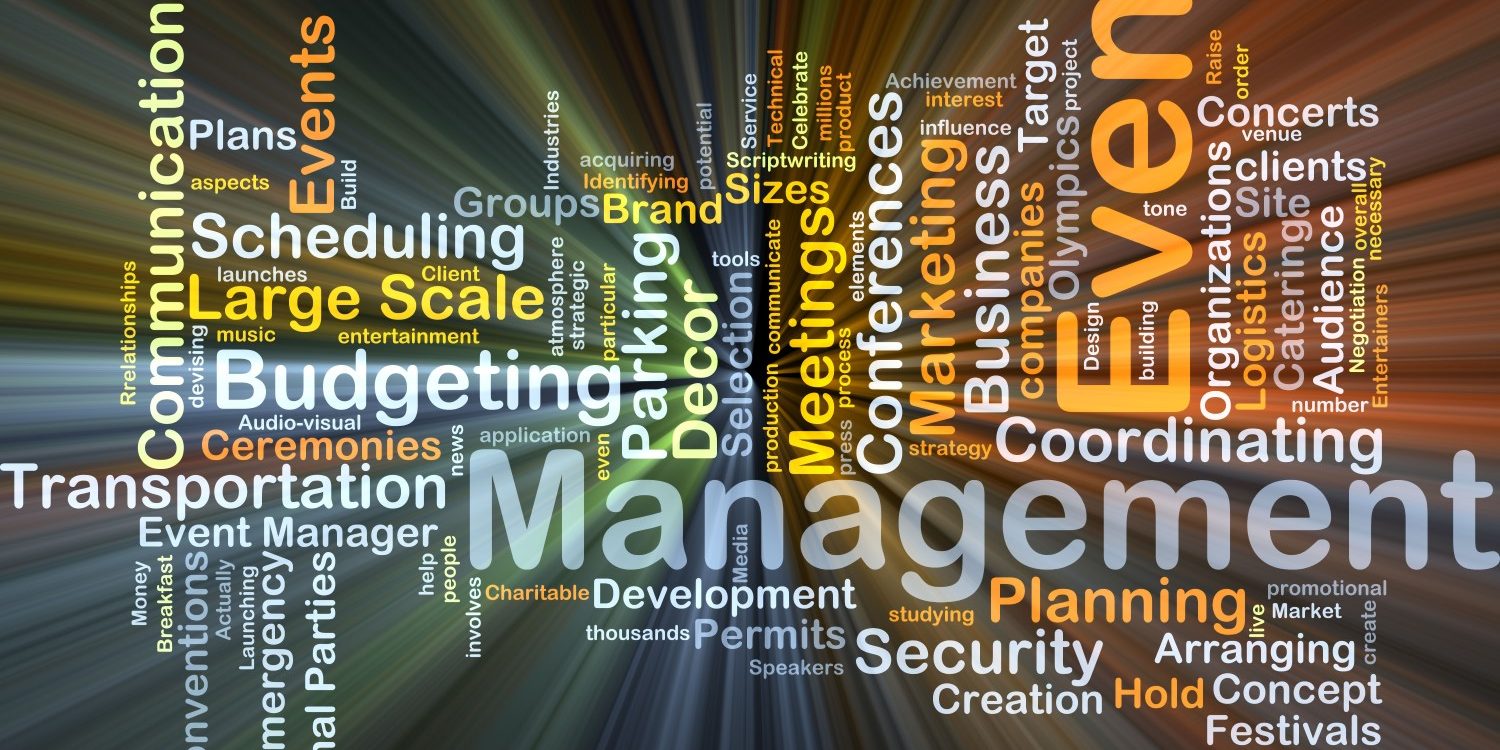 Communication
Plans
aspects
Events
Build
Scheduling
launches
Client
Large Scale
music
entertainment
Rrelationships
devising
Budgeting
Audio-visual
Ceremonies
news
Transportation
Event Manager
Money
Breakfast
onventions
Actually
Launching
mergency
nal Parties
help
people
involves
Industries
Groups
acquiring
Identifying
Brand
potential
atmosphere
strategic
particular
even
application
Parking
Decor
Selection
tools
Service
Technical
Celebrate
millions
product
Scriptwriting
Sizes
communicate
production
Meetings
elements
process
press
Conferences
Achievement
interest
influence
Marketing
strategy
Business
Target
project
companies
Olympics
Even
Design
building
tone
Raise
order
Concerts
venue
clients
Site
Organizations
Logistics
Catering
Audience
overall
Negotiation
necessary
Entertainers
number
Coordinating
Management
Media
Charitable
Development
thousands
Permits
Speakers
studying
Planning
live
promotional
Market
create
Security
Arranging
Creation
Hold
Concept
Festivals